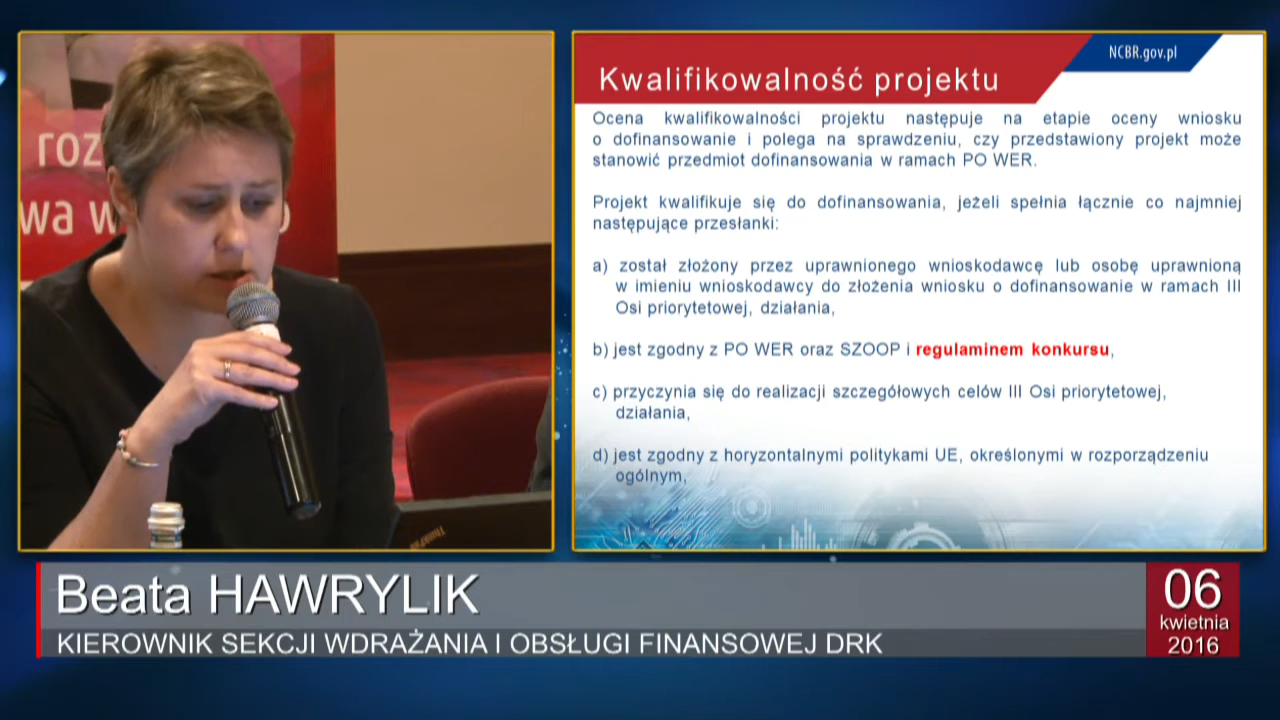 roz
wa w
o
NCBR.gov.pl
Kwalifikowalność projektu
Ocena kwalifikowalności projektu następuje na etapie oceny wniosku
o dofinansowanie i polega na sprawdzeniu, czy przedstawiony projekt może
stanowić przedmiot dofinansowania w ramach PO WER.
Projekt kwalifikuje się do dofinansowania, jeżeli spełnia łącznie co najmniej
następujące przesłanki:
a) został złożony przez uprawnionego wnioskodawcę lub osobę uprawnioną
w imieniu wnioskodawcy do złożenia wniosku o dofinansowanie w ramach III
Osi priorytetowej, działania,
b) jest zgodny z PO WER oraz SZOOP i regulaminem konkursu,
c) przyczynia się do realizacji szczegółowych celów III Osi priorytetowej,
działania,
d) jest zgodny z horyzontalnymi politykami UE, określonymi w rozporządzeniu
ogólnym,
Beata HAWRYLIK
KIEROWNIK SEKCJI WDRAŻANIA I OBSŁUGI FINANSOWEJ DRK
06
kwietnia
2016